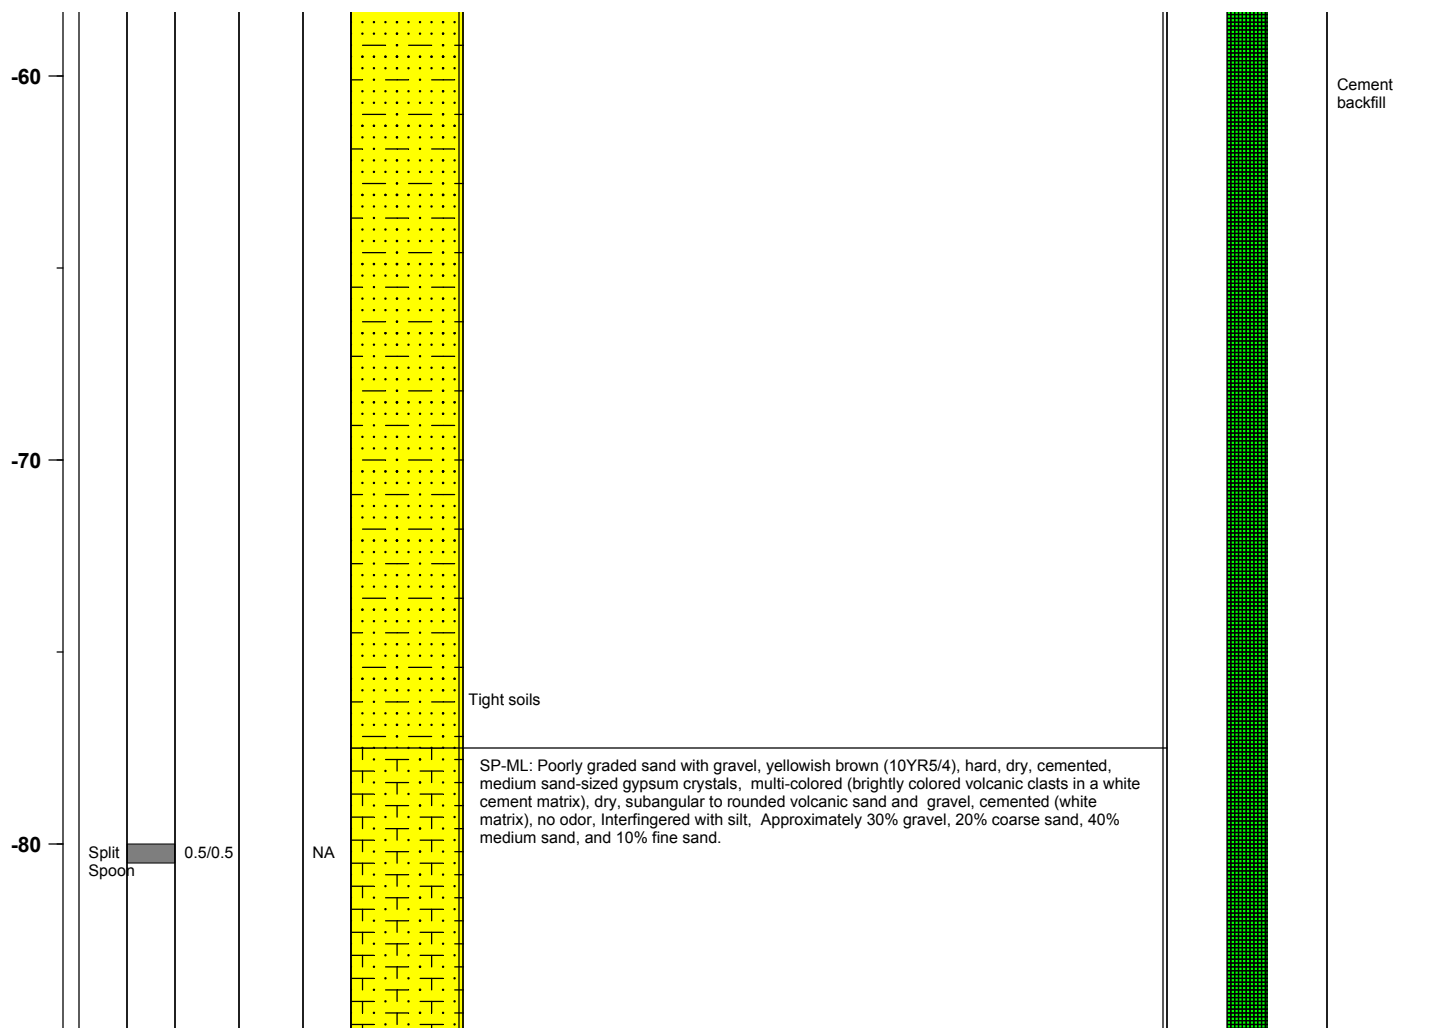 -60
Cement
backfill
-70
Tight soils
SP-ML: Poorly graded sand with gravel, yellowish brown (10YR5/4), hard, dry, cemented,
medium sand-sized gypsum crystals, multi-colored (brightly colored volcanic clasts in a white
cement matrix), dry, subangular to rounded volcanic sand and gravel, cemented (white
matrix), no odor, Interfingered with silt, Approximately 30% gravel, 20% coarse sand, 40%
medium sand, and 10% fine sand.
-80
Split
Spoon
0.5/0.5
NA